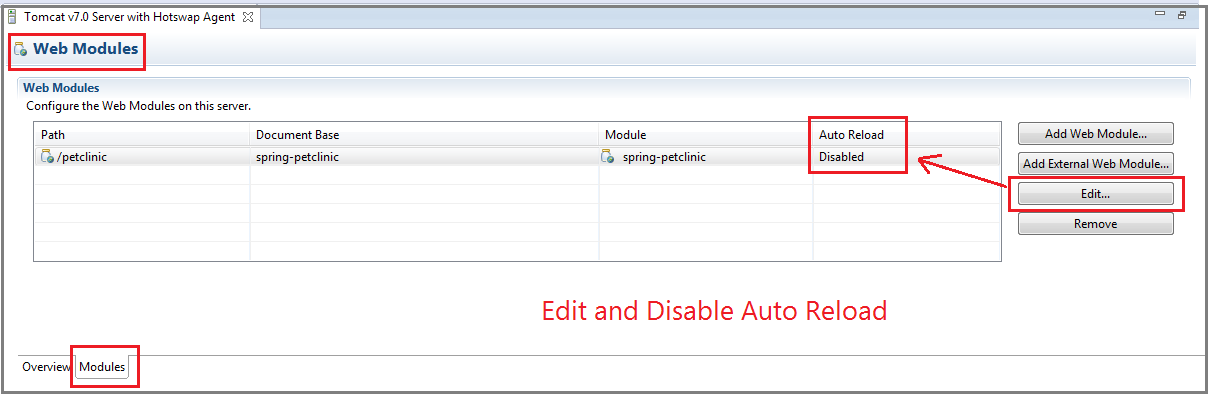 Tomcat v7.0 Server with Hotswap Agent
Web Modules
Web Modules
Configure the Web Modules on this server.
Path Document Base Module Auto Reload
/petclinic spring-petclinic spring-petclinic Disabled
Add Web Module...
Add External Web Module...
Edit...
Remove
Edit and Disable Auto Reload
Overview Modules